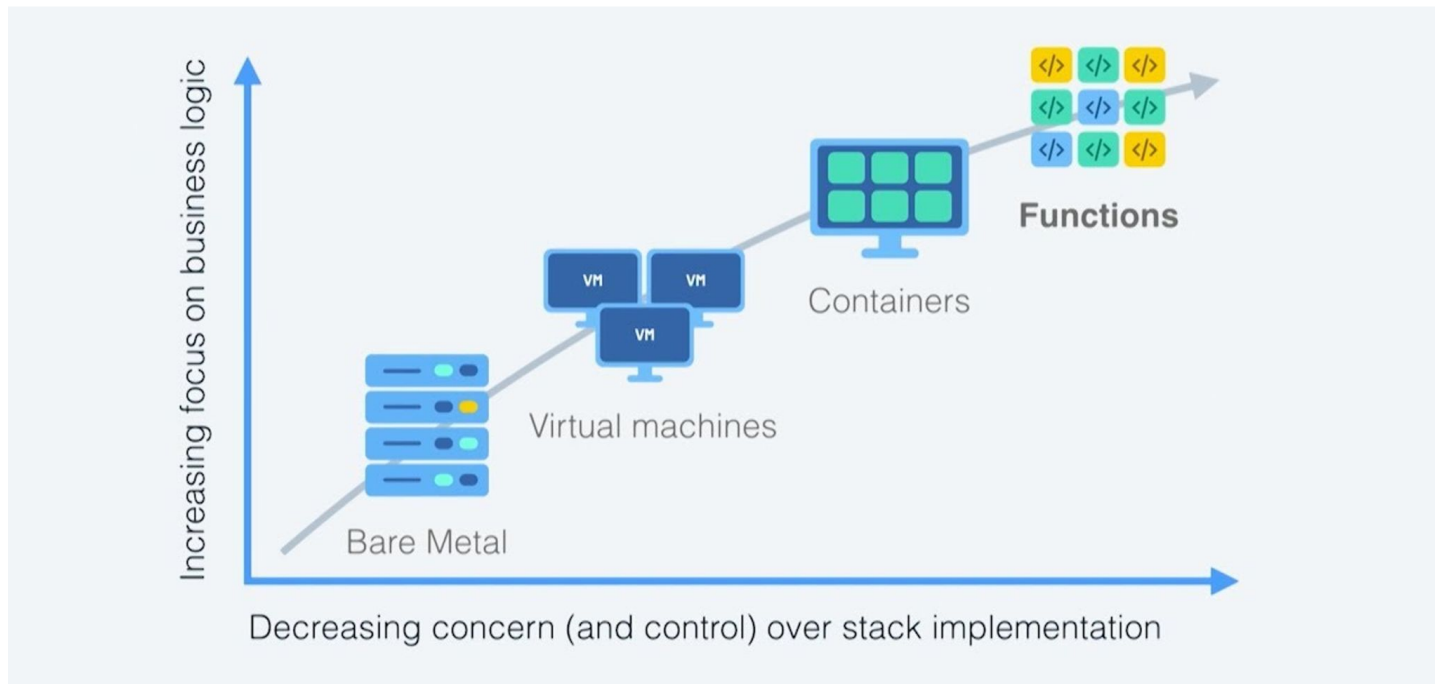 Increasing focus on business logic
</> </> </>
</> </> </>
</> </> </>
Functions
Containers
VM VM
VM
Virtual machines
Bare Metal
Decreasing concern (and control) over stack implementation